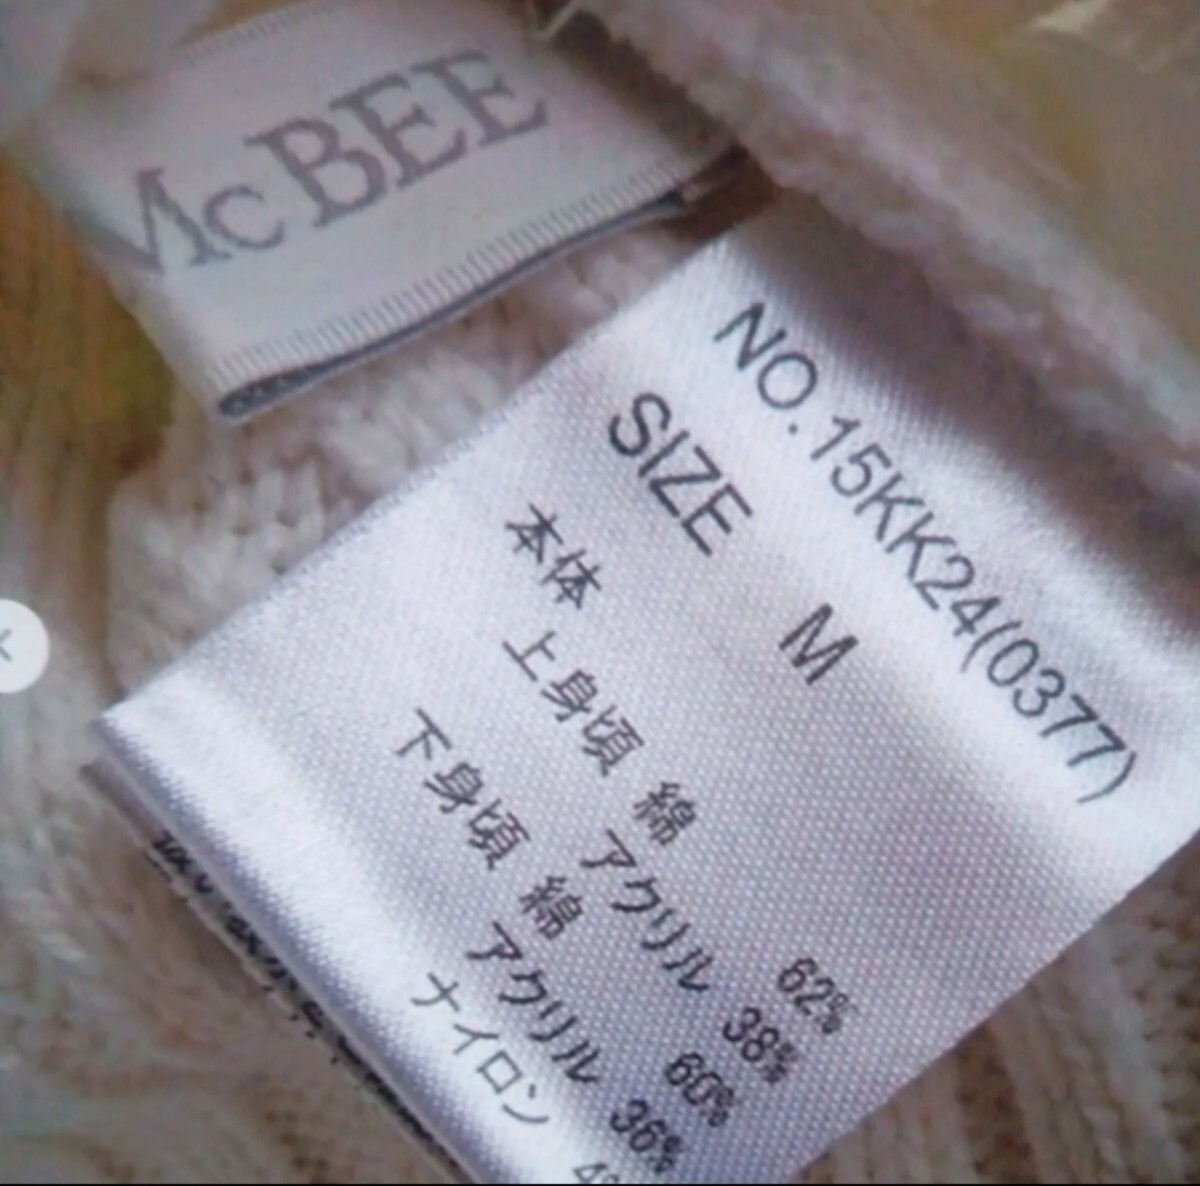 McBEE
NO.15KK24(0377)
SIZE M
本体
上身頃 綿 62%
アクリル 38%
下身頃 綿 60%
アクリル 36%
ナイロン 4%